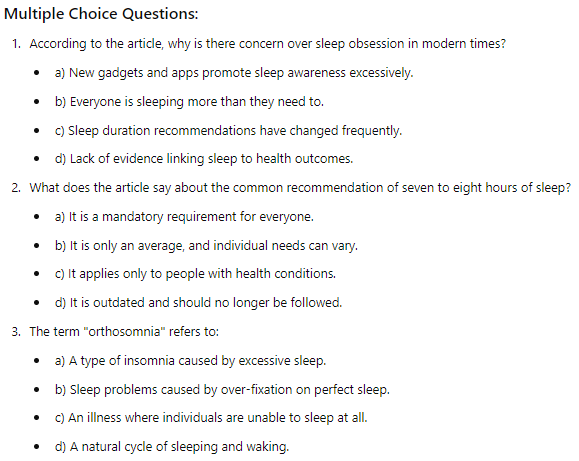 Multiple Choice Questions:
1. According to the article, why is there concern over sleep obsession in modern times?
• a) New gadgets and apps promote sleep awareness excessively.
• b) Everyone is sleeping more than they need to.
• c) Sleep duration recommendations have changed frequently.
• d) Lack of evidence linking sleep to health outcomes.
2. What does the article say about the common recommendation of seven to eight hours of sleep?
• a) It is a mandatory requirement for everyone.
• b) It is only an average, and individual needs can vary.
• c) It applies only to people with health conditions.
• d) It is outdated and should no longer be followed.
3. The term "orthosomnia" refers to:
• a) A type of insomnia caused by excessive sleep.
• b) Sleep problems caused by over-fixation on perfect sleep.
• c) An illness where individuals are unable to sleep at all.
• d) A natural cycle of sleeping and waking.